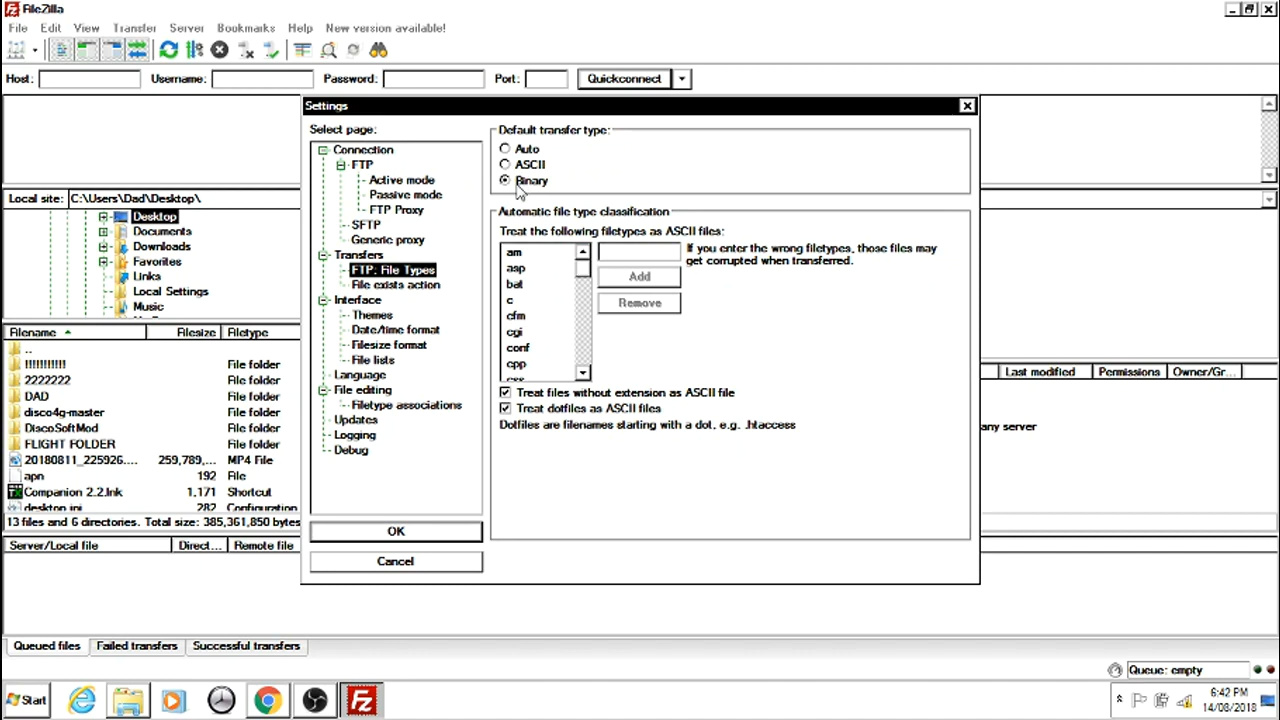 FileZilla
File Edit View Transfer Server Bookmarks Help New version available!
Host: Username: Password: Port: Quickconnect
Settings
Select page:
Connection
FTP
Active mode
Passive mode
FTP Proxy
SFTP
Generic proxy
Transfers
FTP: File Types
File exists action
Interface
Themes
Date/time format
Filesize format
File lists
Language
File editing
Filetype associations
Updates
Logging
Debug
OK
Cancel
Default transfer type:
Auto
ASCII
Binary
Automatic file type classification
Treat the following filetypes as ASCII files:
am
asp
bat
c
cfm
cgi
conf
cpp
css
If you enter the wrong filetypes, those files may
get corrupted when transferred.
Add
Remove
Treat files without extension as ASCII file
Treat dotfiles as ASCII files
Dotfiles are filenames starting with a dot, e.g. .htaccess
Local site: C:\Users\Dad\Desktop\
Desktop
Documents
Downloads
Favorites
Links
Local Settings
Music
Filename Filesize Filetype
..
!!!!!!!!!!! File folder
2222222 File folder
DAD File folder
disco4g-master File folder
DiscoSoftMod File folder
FLIGHT FOLDER File folder
20180811_225926.... 259,789,... MP4 File
apn 192 File
Companion 2.2.lnk 1,171 Shortcut
desktop.ini 282 Configuration
13 files and 6 directories. Total size: 385,361,850 bytes
Last modified Permissions Owner/Gr...
any server
Server/Local file Direct... Remote file
Queued files Failed transfers Successful transfers
Queue: empty
Start
6:42 PM
14/08/2018